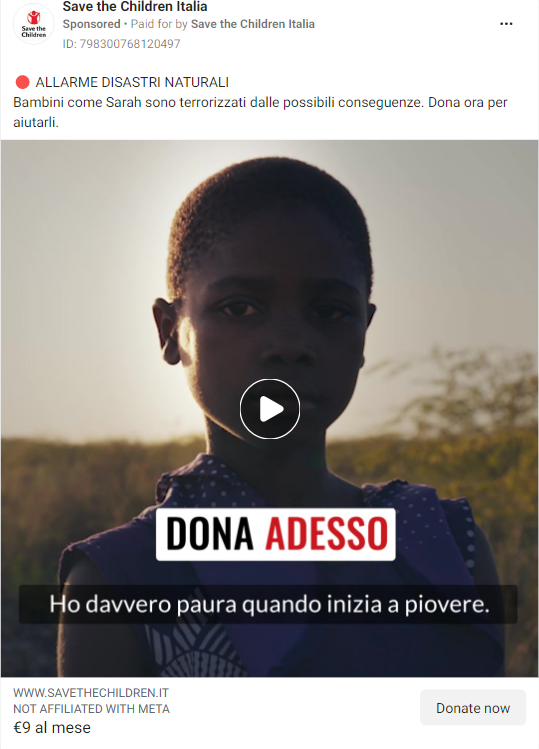 Save the Children
Save the Children Italia
Sponsored • Paid for by Save the Children Italia
ID: 798300768120497
🔴 ALLARME DISASTRI NATURALI
Bambini come Sarah sono terrorizzati dalle possibili conseguenze. Dona ora per
aiutarli.
DONA ADESSO
Ho davvero paura quando inizia a piovere.
WWW.SAVETHECHILDREN.IT
NOT AFFILIATED WITH META
€9 al mese
Donate now